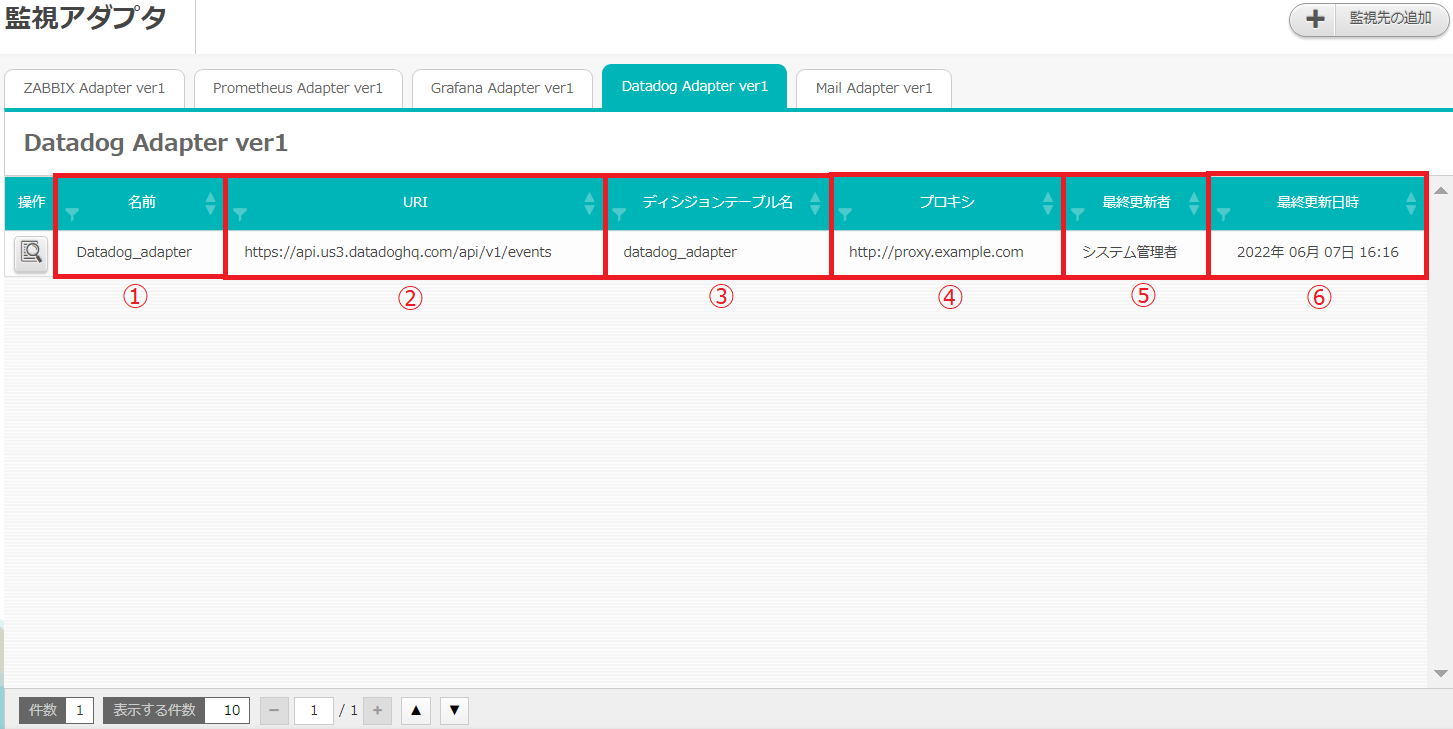 監視アダプタ
監視先の追加
ZABBIX Adapter ver1
Prometheus Adapter ver1
Grafana Adapter ver1
Datadog Adapter ver1
Mail Adapter ver1
Datadog Adapter ver1
操作 名前 URI ディシジョンテーブル名 プロキシ 最終更新者 最終更新日時
Datadog_adapter https://api.us3.datadoghq.com/api/v1/events datadog_adapter http://proxy.example.com システム管理者 2022年 06月 07日 16:16
① ② ③ ④ ⑤ ⑥
件数 1 表示する件数 10 − 1 / 1 + ▲ ▼